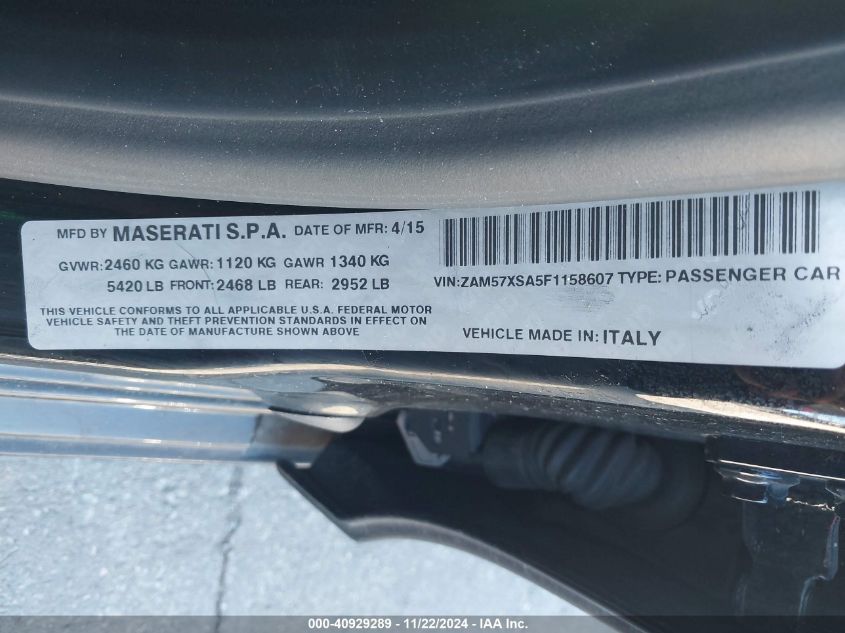 MFD BY MASERATI S.P.A. DATE OF MFR: 4/15
GVWR: 2460 KG GAWR: 1120 KG GAWR 1340 KG
5420 LB FRONT: 2468 LB REAR: 2952 LB
THIS VEHICLE CONFORMS TO ALL APPLICABLE U.S.A. FEDERAL MOTOR
VEHICLE SAFETY AND THEFT PREVENTION STANDARDS IN EFFECT ON
THE DATE OF MANUFACTURE SHOWN ABOVE
VIN:ZAM57XSA5F1158607 TYPE: PASSENGER CAR
VEHICLE MADE IN: ITALY
000-40929289 - 11/22/2024 - IAA Inc.